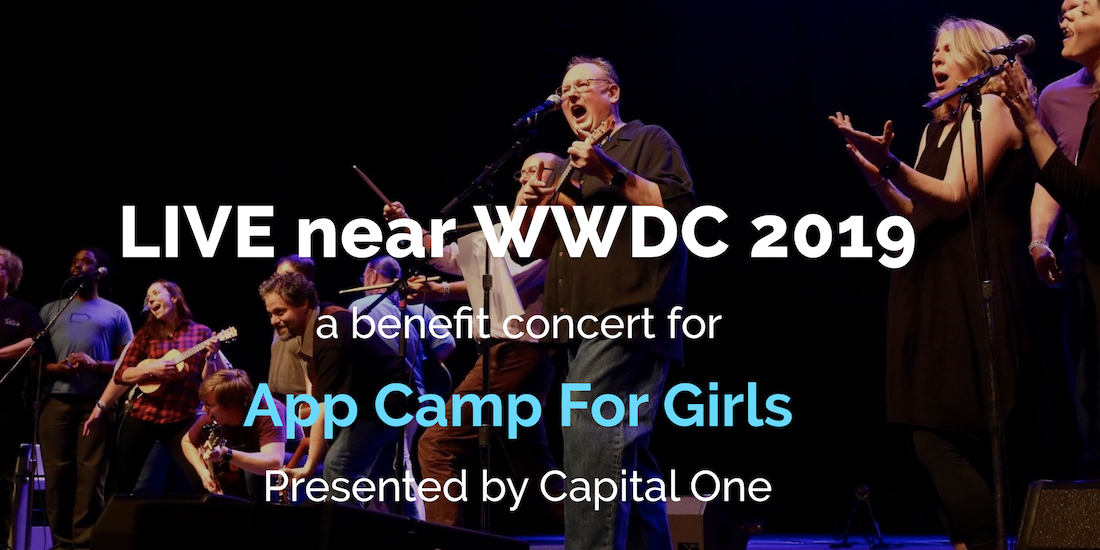 LIVE near WWDC 2019
a benefit concert for
App Camp For Girls
Presented by Capital One